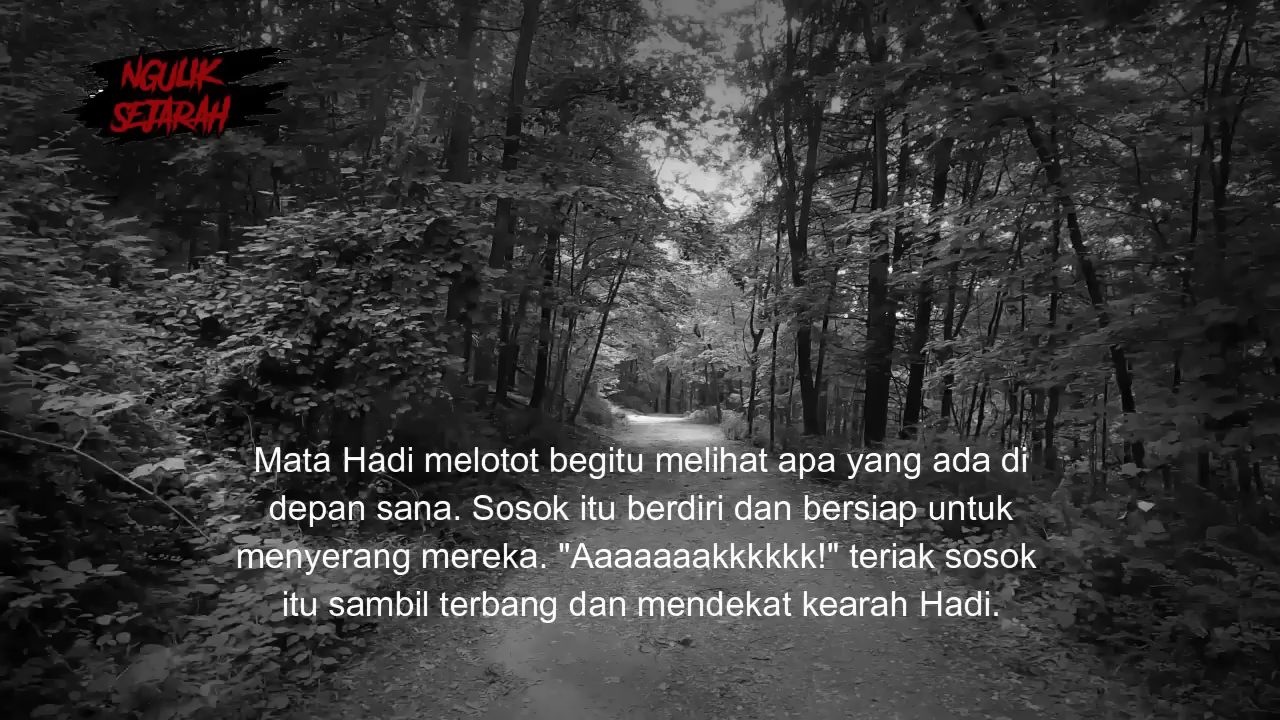 NGULIK
SEJARAH
Mata Hadi melotot begitu melihat apa yang ada di
depan sana. Sosok itu berdiri dan bersiap untuk
menyerang mereka. "Aaaaaaakkkkkk!" teriak sosok
itu sambil terbang dan mendekat kearah Hadi.